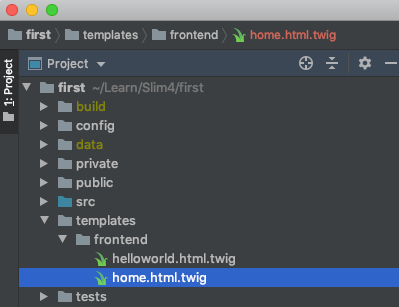 first templates frontend home.html.twig
Project
1: Project
first ~/Learn/Slim4/first
build
config
data
private
public
src
templates
frontend
helloworld.html.twig
home.html.twig
tests